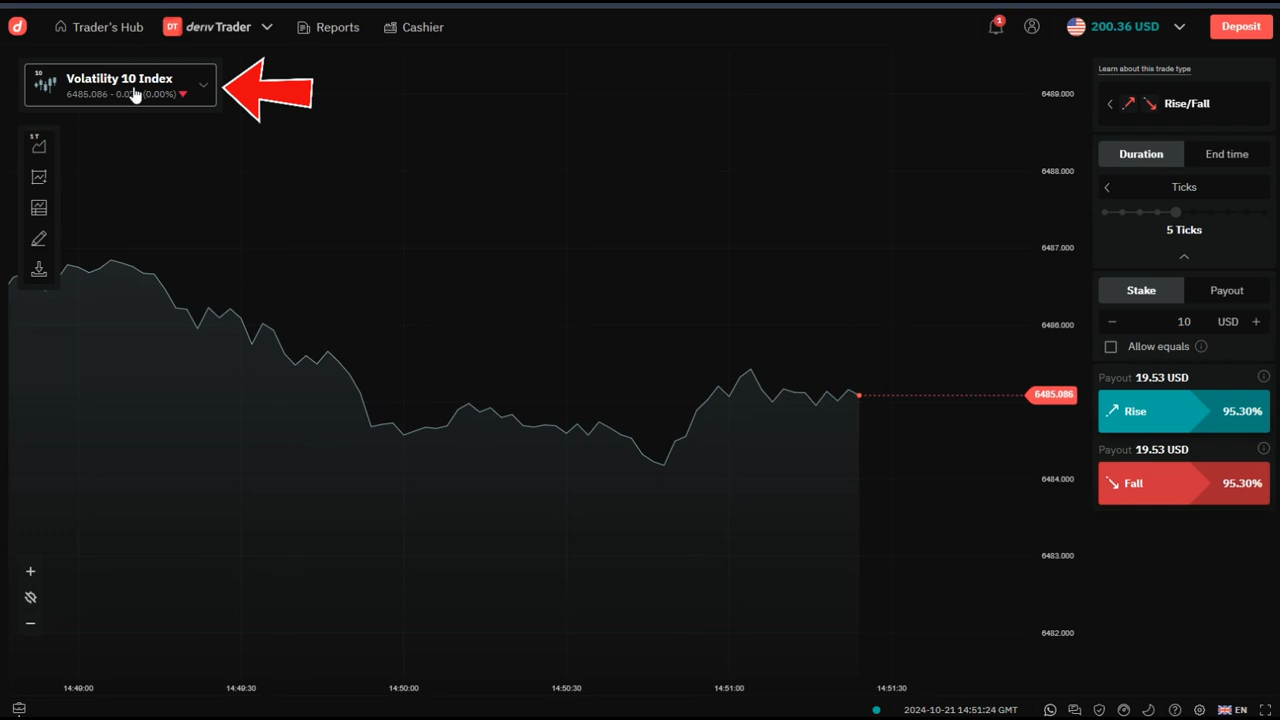 Trader's Hub
DT deriv Trader
Reports
Cashier
1
200.36 USD
Deposit
10
Volatility 10 Index
6485.086 - 0.0 (0.00%)
1 T
Learn about this trade type
Rise/Fall
Duration
End time
Ticks
5 Ticks
Stake
Payout
− 10 USD +
Allow equals
Payout 19.53 USD
Rise 95.30%
Payout 19.53 USD
Fall 95.30%
6489.000
6488.000
6487.000
6486.000
6485.086
6484.000
6483.000
6482.000
+
−
14:49:00
14:49:30
14:50:00
14:50:30
14:51:00
14:51:30
2024-10-21 14:51:24 GMT
EN